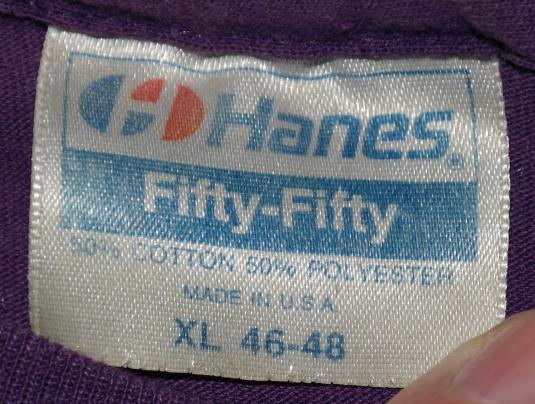 Hanes®
Fifty-Fifty
50% COTTON 50% POLYESTER
MADE IN U.S.A.
XL 46-48